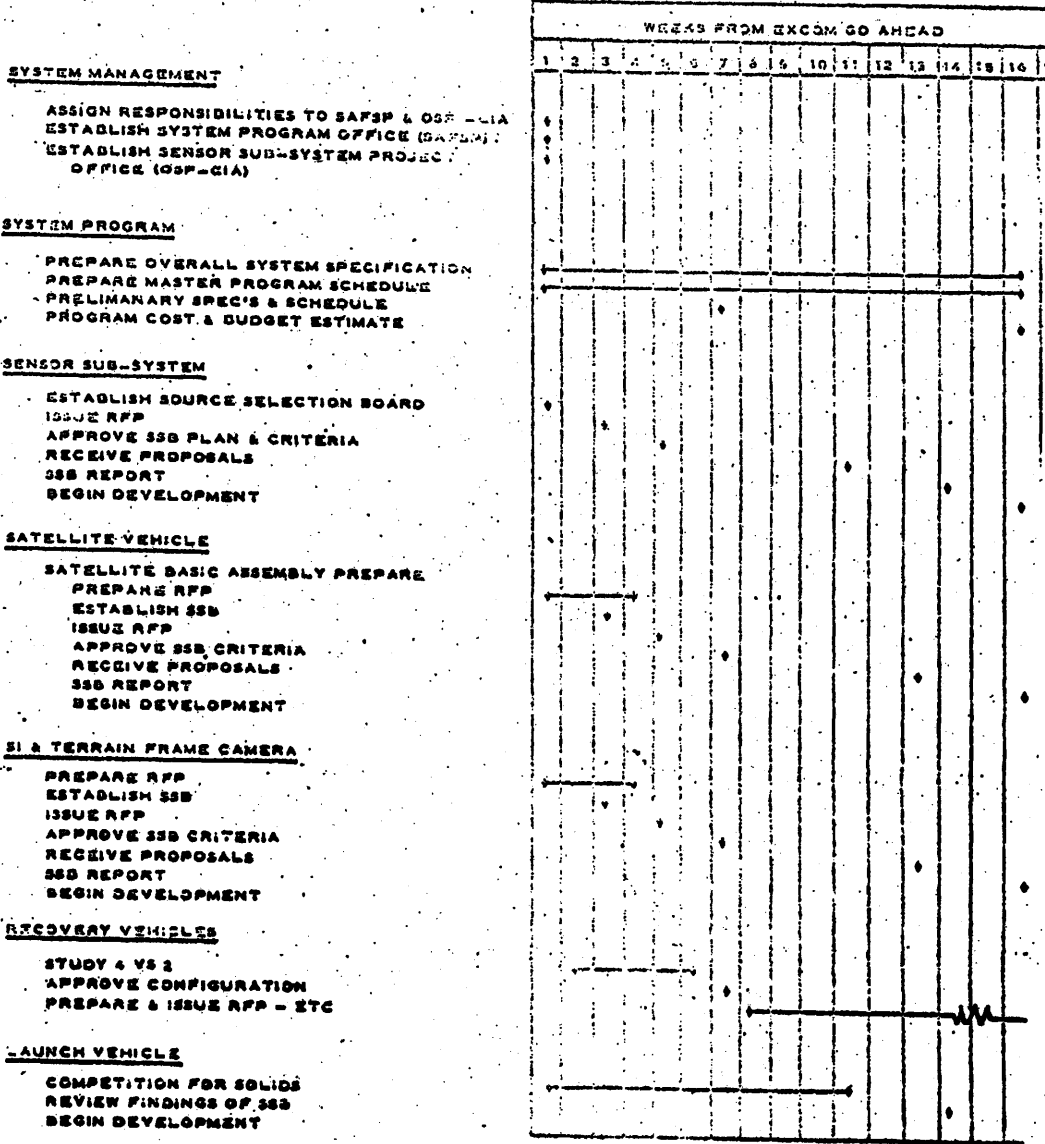 WEEKS FROM EXCOM GO AHEAD
1 2 3 4 5 6 7 8 9 10 11 12 13 14 15 16
SYSTEM MANAGEMENT
ASSIGN RESPONSIBILITIES TO SAFSP & OSP - CIA
ESTABLISH SYSTEM PROGRAM OFFICE (SAFSP)
ESTABLISH SENSOR SUB-SYSTEM PROJECT
OFFICE (OSP-CIA)
SYSTEM PROGRAM
PREPARE OVERALL SYSTEM SPECIFICATION
PREPARE MASTER PROGRAM SCHEDULE
PRELIMANARY SPEC'S & SCHEDULE
PROGRAM COST & BUDGET ESTIMATE
SENSOR SUB-SYSTEM
ESTABLISH SOURCE SELECTION BOARD
ISSUE RFP
APPROVE SSB PLAN & CRITERIA
RECEIVE PROPOSALS
SSB REPORT
BEGIN DEVELOPMENT
SATELLITE VEHICLE
SATELLITE BASIC ASSEMBLY PREPARE
PREPARE RFP
ESTABLISH SSB
ISSUE RFP
APPROVE SSB CRITERIA
RECEIVE PROPOSALS
SSB REPORT
BEGIN DEVELOPMENT
SI & TERRAIN FRAME CAMERA
PREPARE RFP
ESTABLISH SSB
ISSUE RFP
APPROVE SSB CRITERIA
RECEIVE PROPOSALS
SSB REPORT
BEGIN DEVELOPMENT
RECOVERY VEHICLES
STUDY 4 VS 2
APPROVE CONFIGURATION
PREPARE & ISSUE RFP - ETC
LAUNCH VEHICLE
COMPETITION FOR SOLIDS
REVIEW FINDINGS OF SSB
BEGIN DEVELOPMENT